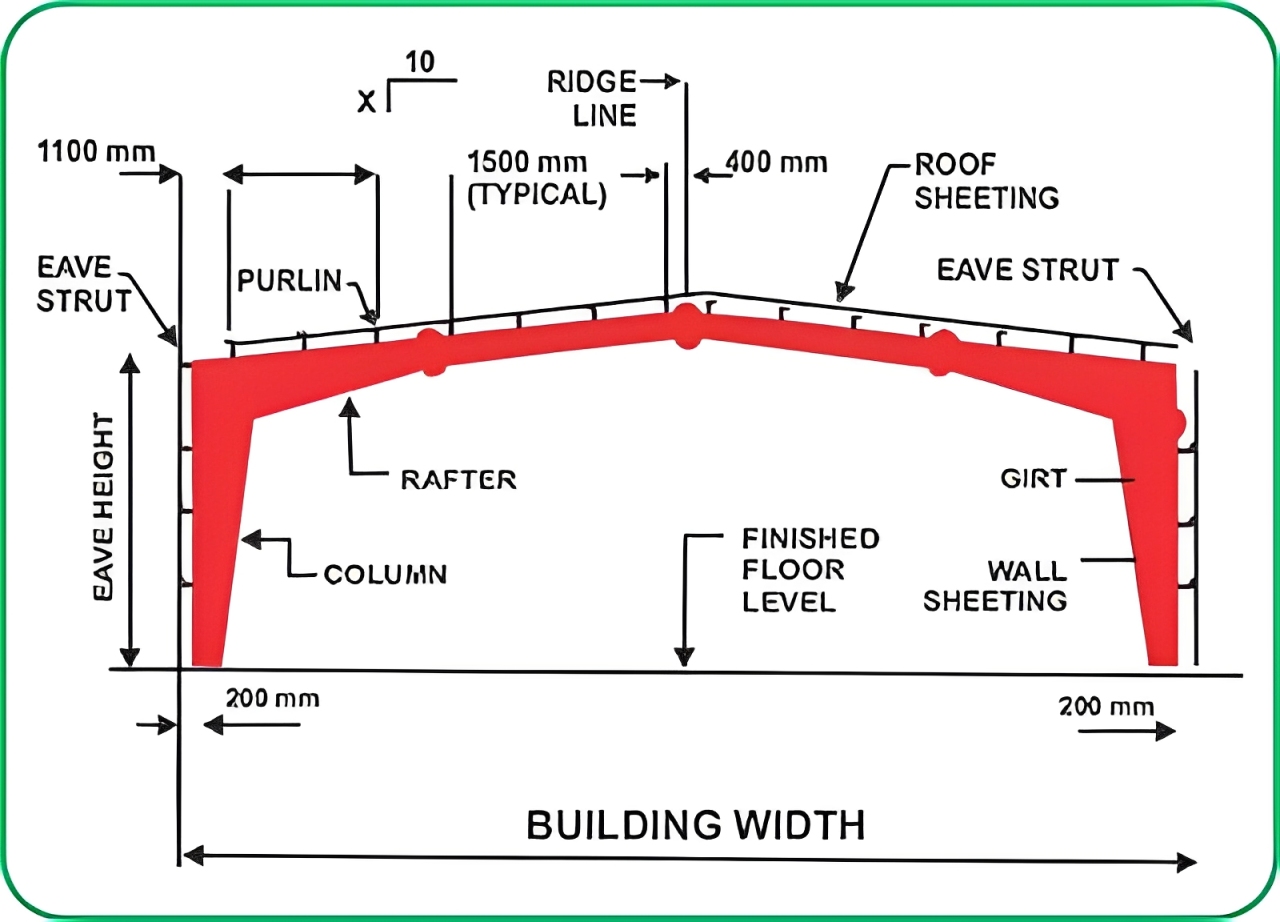 10
X
RIDGE
LINE
1100 mm
1500 mm
(TYPICAL)
400 mm
ROOF
SHEETING
EAVE
STRUT
PURLIN
EAVE STRUT
EAVE HEIGHT
RAFTER
GIRT
COLUMN
FINISHED
FLOOR
LEVEL
WALL
SHEETING
200 mm
200 mm
BUILDING WIDTH